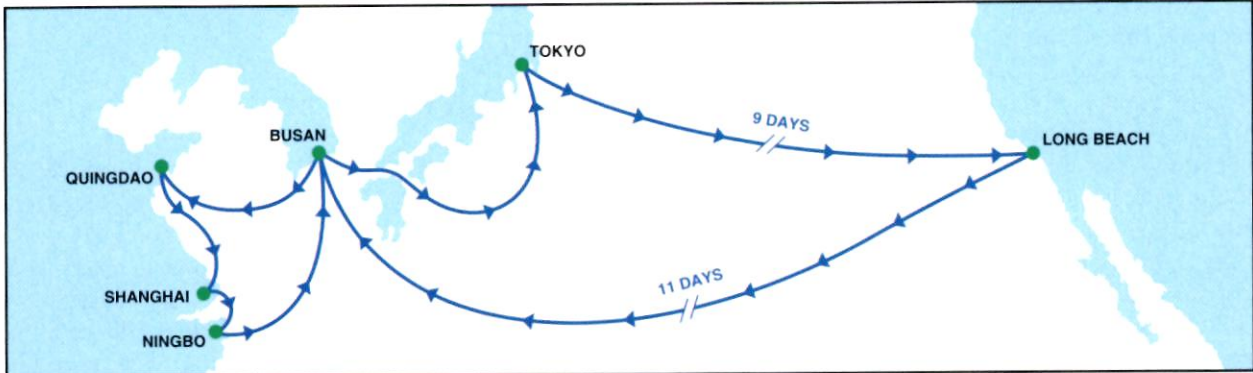 TOKYO
9 DAYS
BUSAN
LONG BEACH
QUINGDAO
11 DAYS
SHANGHAI
NINGBO